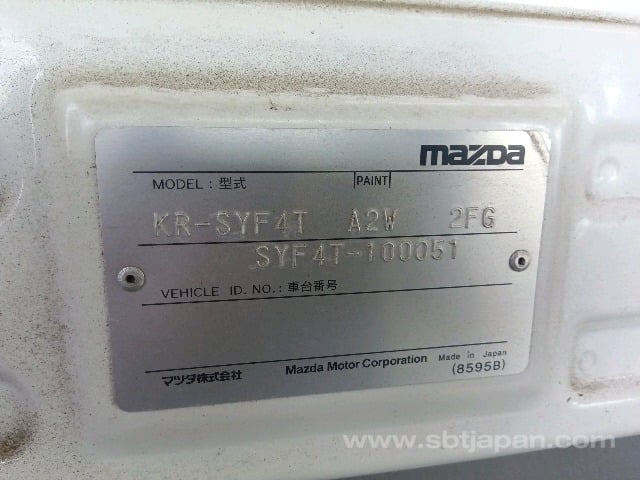 mazda
MODEL : 型式 PAINT
KR-SYF4T A2W 2FG
SYF4T-100051
VEHICLE ID. NO. : 車台番号
マツダ株式会社 Mazda Motor Corporation Made in Japan
(8595B)
www.sbtjapan.com